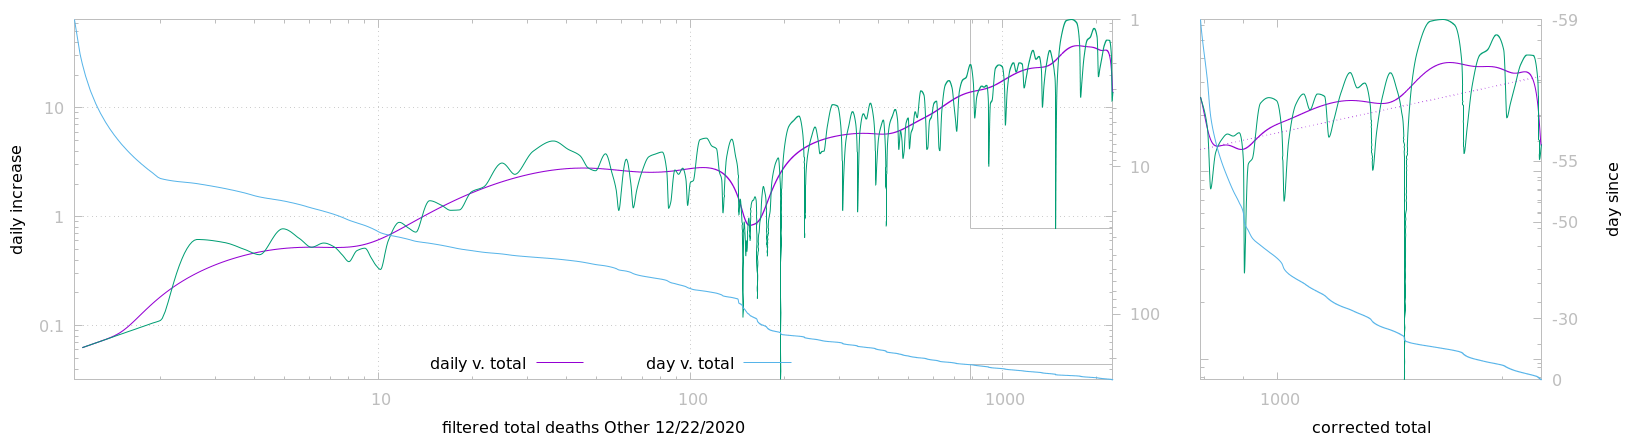 daily increase
10
1
0.1
daily v. total
day v. total
10
100
1000
filtered total deaths Other 12/22/2020
1
10
100
1000
corrected total
-59
-55
-50
-30
0
day since